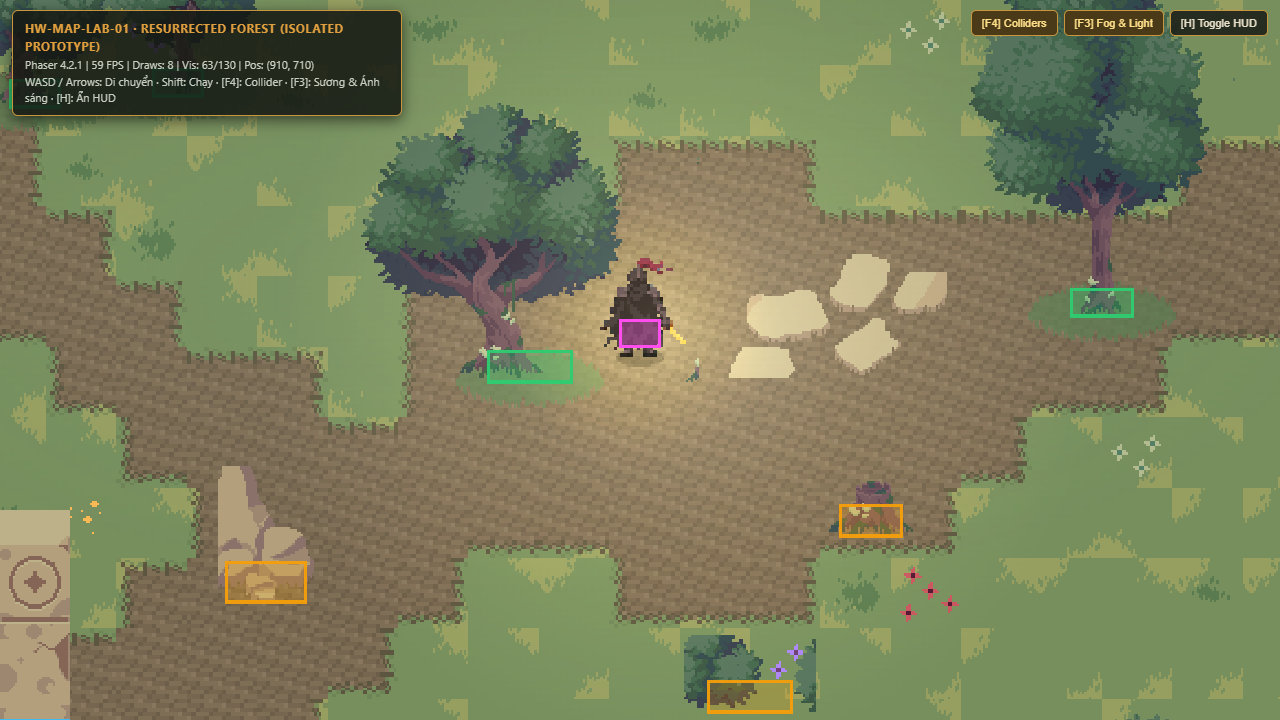 HW-MAP-LAB-01 · RESURRECTED FOREST (ISOLATED
PROTOTYPE)
Phaser 4.2.1 | 59 FPS | Draws: 8 | Vis: 63/130 | Pos: (910, 710)
WASD / Arrows: Di chuyển · Shift: Chạy · [F4]: Collider · [F3]: Sương & Ánh
sáng · [H]: Ẩn HUD
[F4] Colliders
[F3] Fog & Light
[H] Toggle HUD